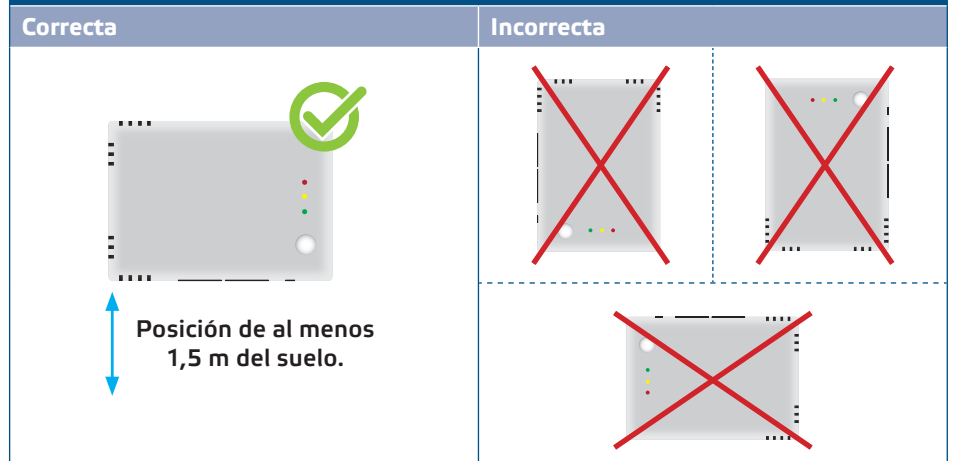 Correcta
Incorrecta
Posición de al menos
1,5 m del suelo.